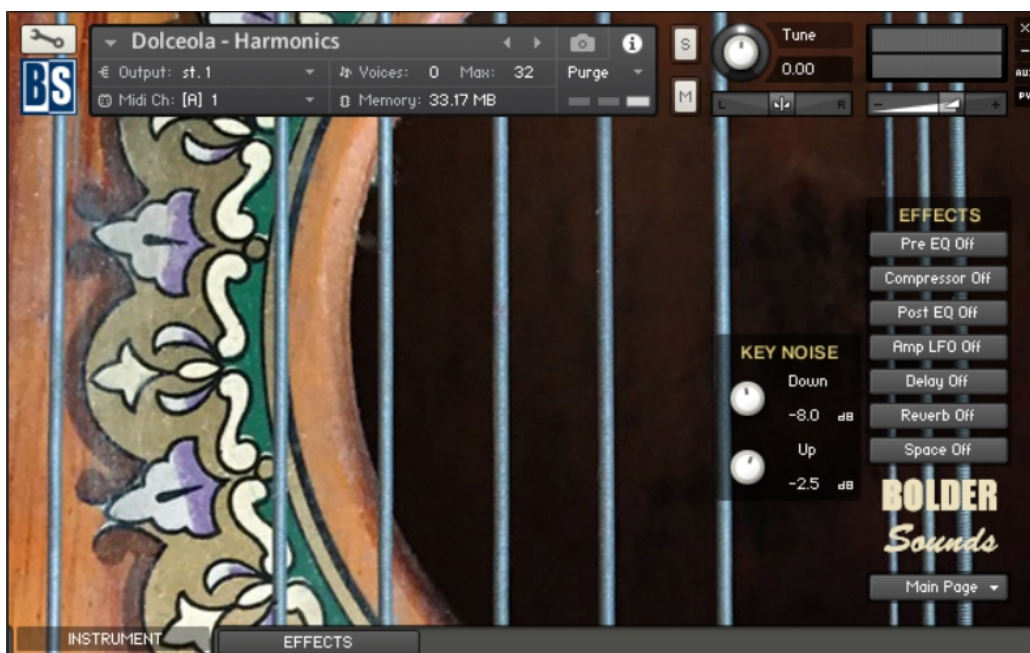 Dolceola - Harmonics
Output: st.1
Voices: 0 Max: 32
Purge
Midi Ch: [A] 1
Memory: 33.17 MB
S
M
Tune
0.00
L R
- +
×
AUX
PV
BS
EFFECTS
Pre EQ Off
Compressor Off
Post EQ Off
Amp LFO Off
Delay Off
Reverb Off
Space Off
KEY NOISE
Down
-8.0 dB
Up
-2.5 dB
BOLDER
Sounds
Main Page
INSTRUMENT
EFFECTS